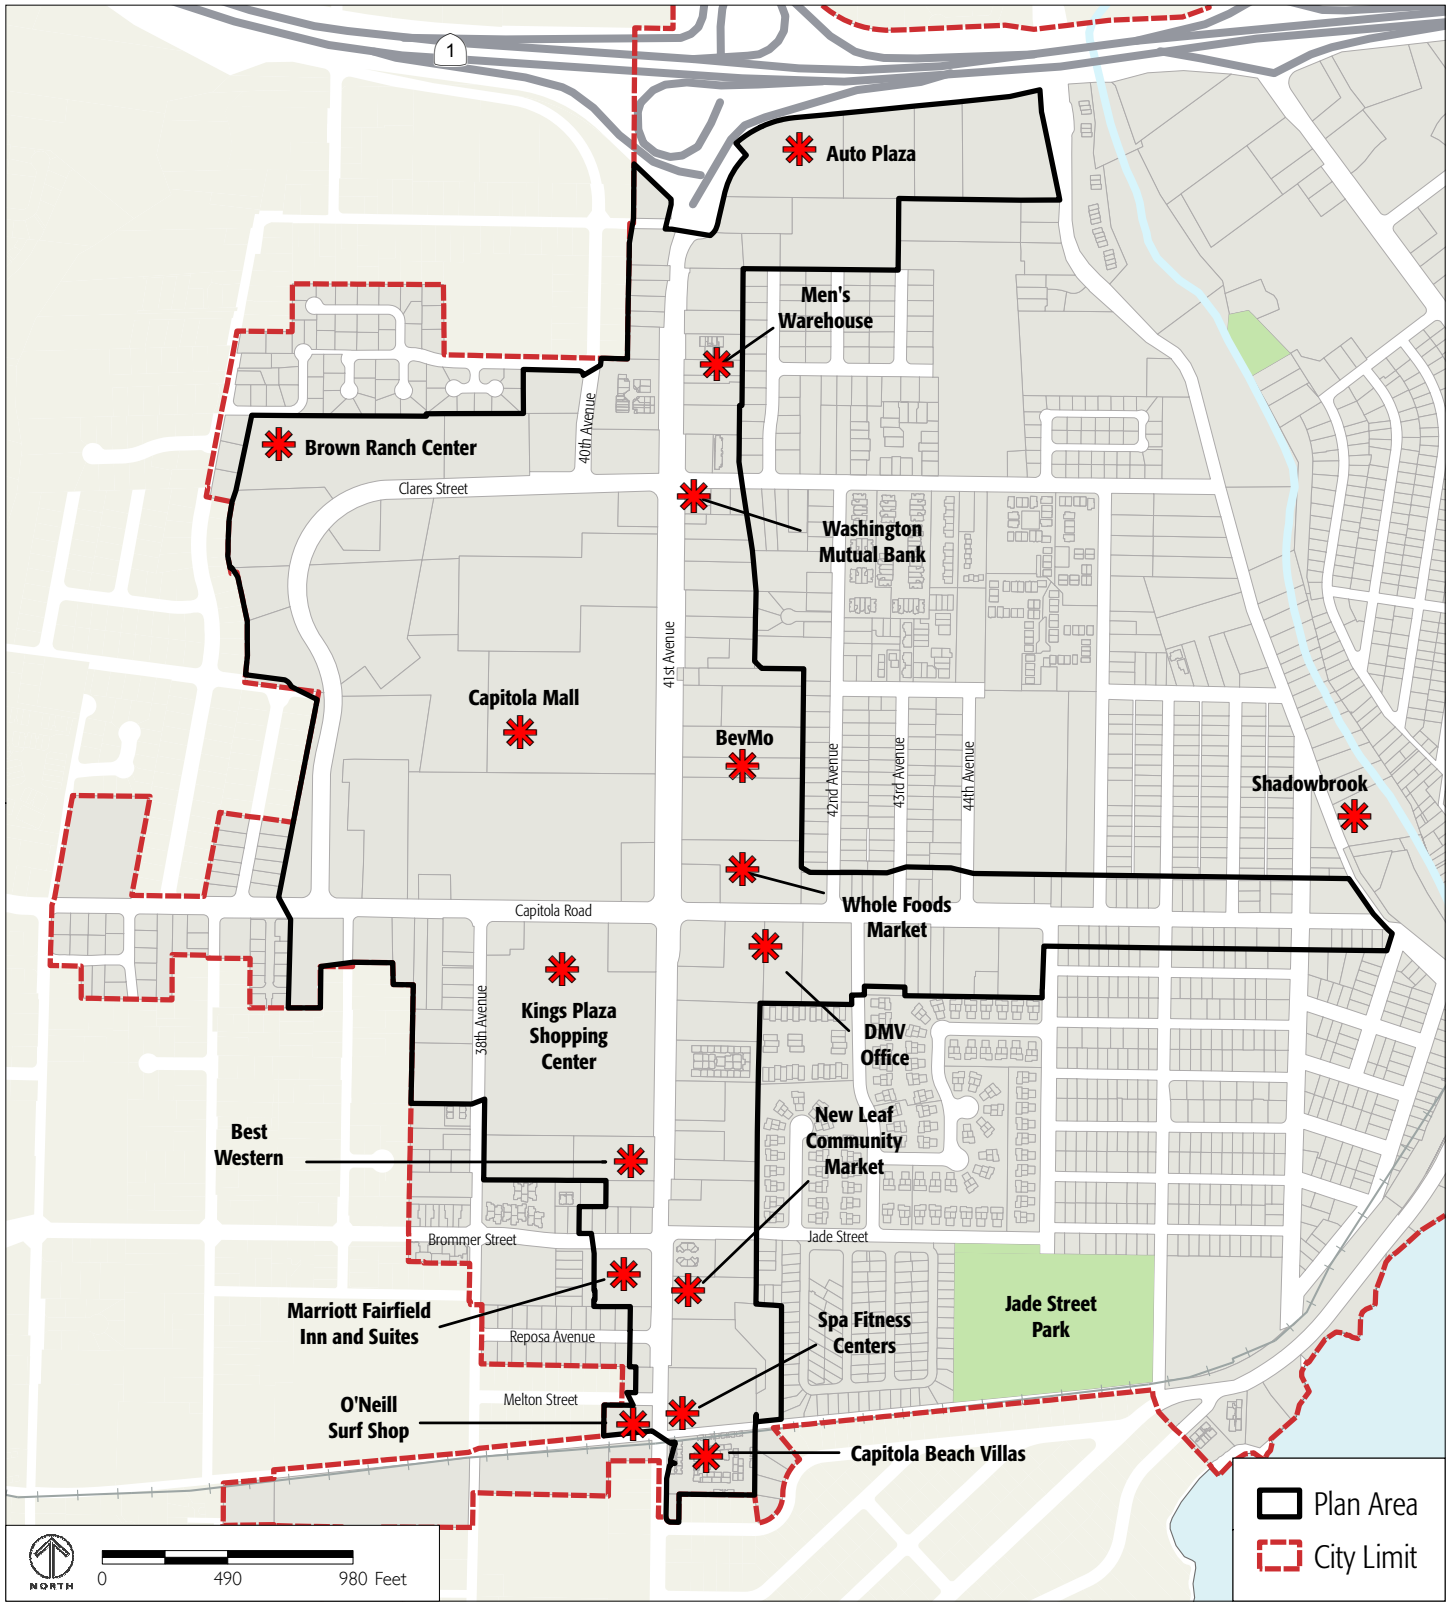 1
Auto Plaza
Men's
Warehouse
40th Avenue
Brown Ranch Center
Clares Street
Washington
Mutual Bank
41st Avenue
Capitola Mall
BevMo
42nd Avenue
43rd Avenue
44th Avenue
Shadowbrook
Whole Foods
Market
Capitola Road
Kings Plaza
Shopping
Center
38th Avenue
DMV
Office
New Leaf
Community
Market
Best
Western
Brommer Street
Jade Street
Marriott Fairfield
Inn and Suites
Reposa Avenue
Spa Fitness
Centers
Jade Street
Park
Melton Street
O'Neill
Surf Shop
Capitola Beach Villas
Plan Area
City Limit
NORTH
0 490 980 Feet